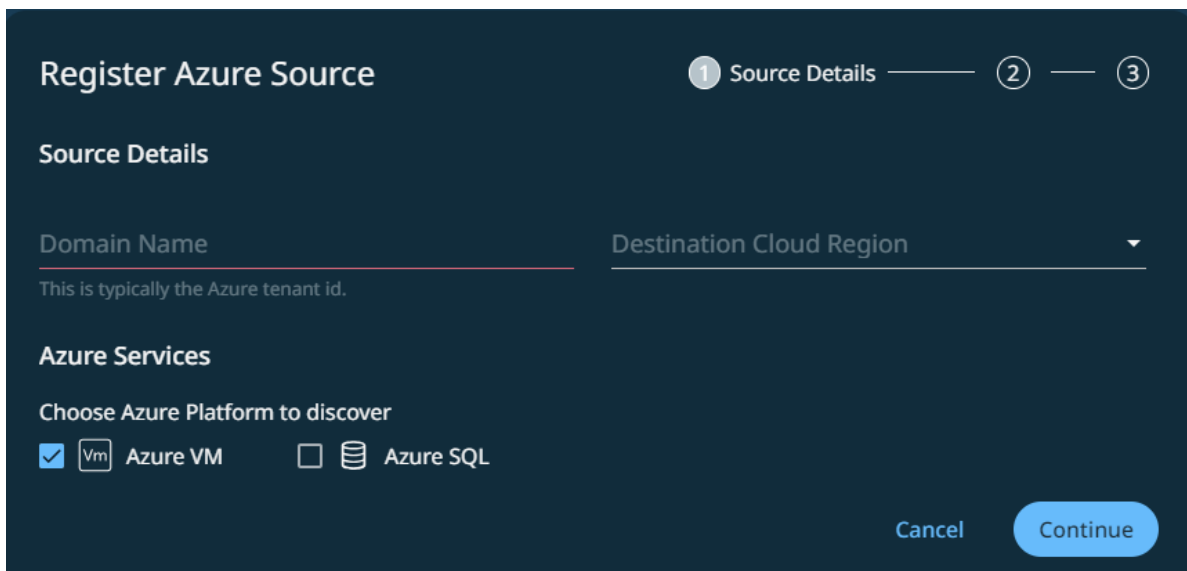 Register Azure Source
1 Source Details 2 3
Source Details
Domain Name
Destination Cloud Region
This is typically the Azure tenant id.
Azure Services
Choose Azure Platform to discover
Vm Azure VM Azure SQL
Cancel Continue